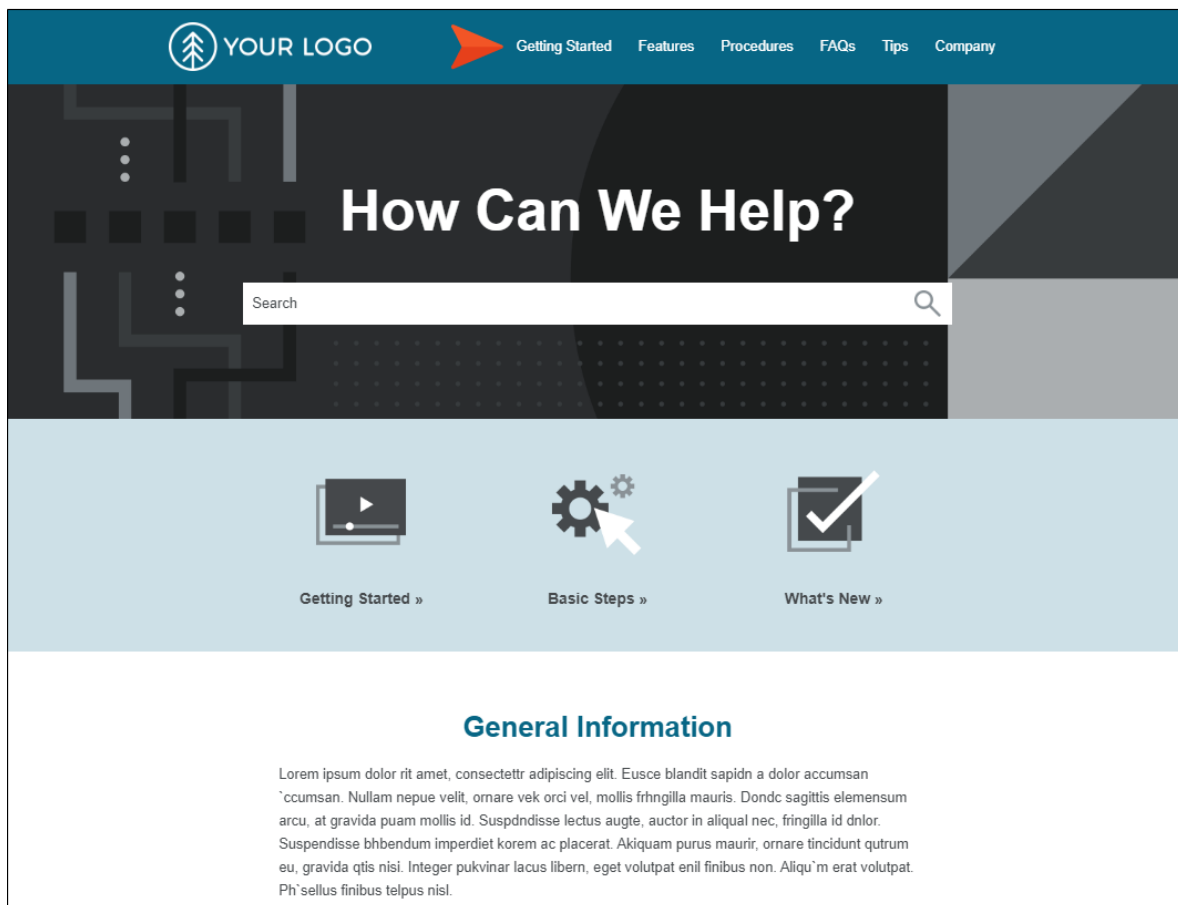 YOUR LOGO
Getting Started Features Procedures FAQs Tips Company
How Can We Help?
Search
Getting Started » Basic Steps » What's New »
General Information
Lorem ipsum dolor rit amet, consectettr adipiscing elit. Eusce blandit sapidn a dolor accumsan
`ccumsan. Nullam nepue velit, ornare vek orci vel, mollis frhngilla mauris. Dondc sagittis elemensum
arcu, at gravida puam mollis id. Suspdndisse lectus augte, auctor in aliqual nec, fringilla id dnlor.
Suspendisse bhbendum imperdiet korem ac placerat. Akiquam purus maurir, ornare tincidunt qutrum
eu, gravida qtis nisi. Integer pukvinar lacus libern, eget volutpat enil finibus non. Aliqu`m erat volutpat.
Ph`sellus finibus telpus nisl.